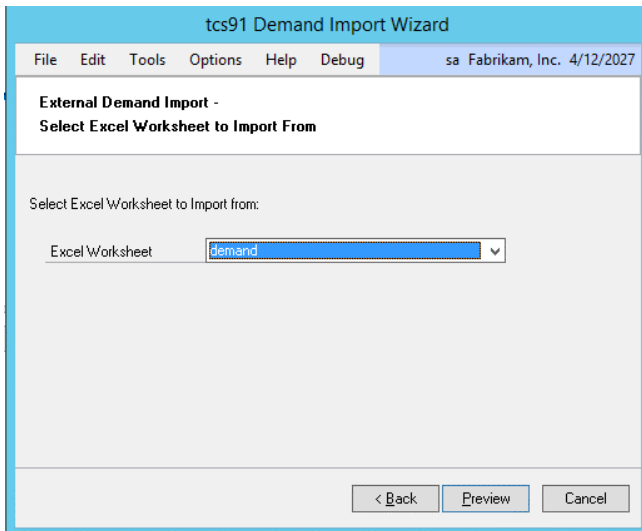 tcs91 Demand Import Wizard
File Edit Tools Options Help Debug sa Fabrikam, Inc. 4/12/2027
External Demand Import -
Select Excel Worksheet to Import From
Select Excel Worksheet to Import from:
Excel Worksheet demand
< Back Preview Cancel